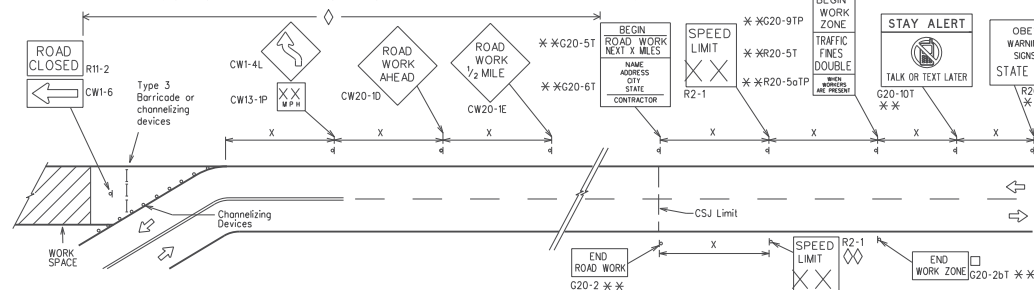 ROAD
CLOSED
R11-2
CW1-6
Type 3
Barricade or
channelizing
devices
CW1-4L
XX
MPH
CW13-1P
ROAD
WORK
AHEAD
CW20-1D
ROAD
WORK
1/2 MILE
CW20-1E
BEGIN
ROAD WORK
NEXT X MILES
* *G20-5T
NAME
ADDRESS
CITY
STATE
CONTRACTOR
* *G20-6T
SPEED
LIMIT
X X
R2-1
* *G20-9TP
* *R20-5T
* *R20-5aTP
BEGIN
WORK
ZONE
TRAFFIC
FINES
DOUBLE
WHEN
WORKERS
ARE PRESENT
STAY ALERT
TALK OR TEXT LATER
G20-10T
* *
OBE
WARNI
SIGNS
STATE
R20
* *
X X X X X X X
Channelizing
Devices
WORK
SPACE
CSJ Limit
X
END
ROAD WORK
G20-2 * *
SPEED
LIMIT
X X
R2-1
END
WORK ZONE
G20-2bT * *